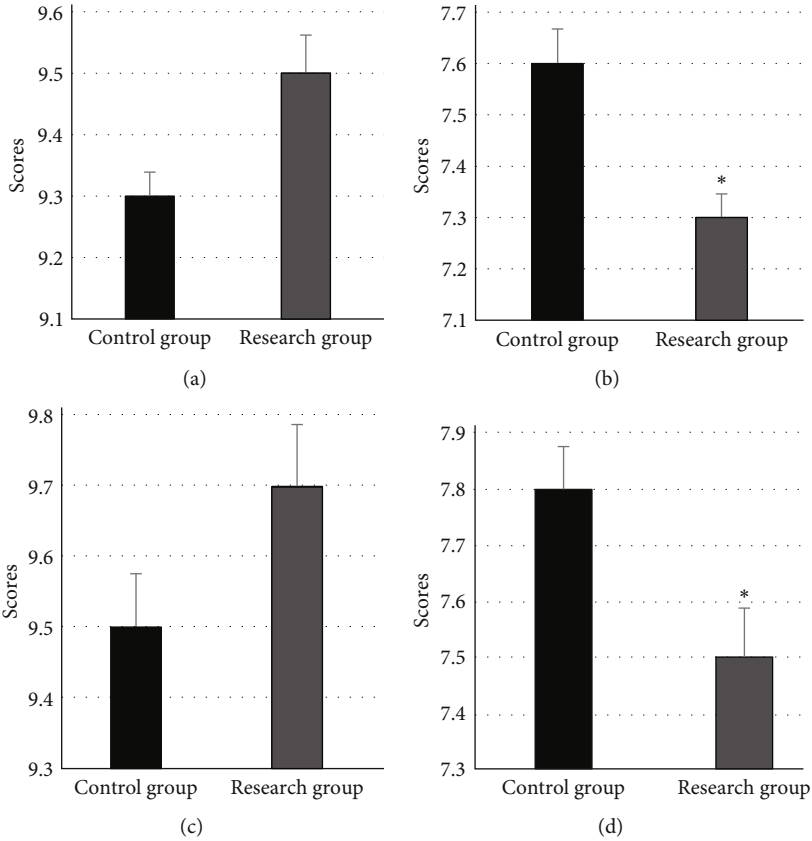 9.6
9.5
9.4
9.3
9.2
9.1
Scores
Control group Research group
(a)
7.7
7.6
7.5
7.4
7.3
7.2
7.1
Scores
*
Control group Research group
(b)
9.8
9.7
9.6
9.5
9.4
9.3
Scores
Control group Research group
(c)
7.9
7.8
7.7
7.6
7.5
7.4
7.3
Scores
*
Control group Research group
(d)